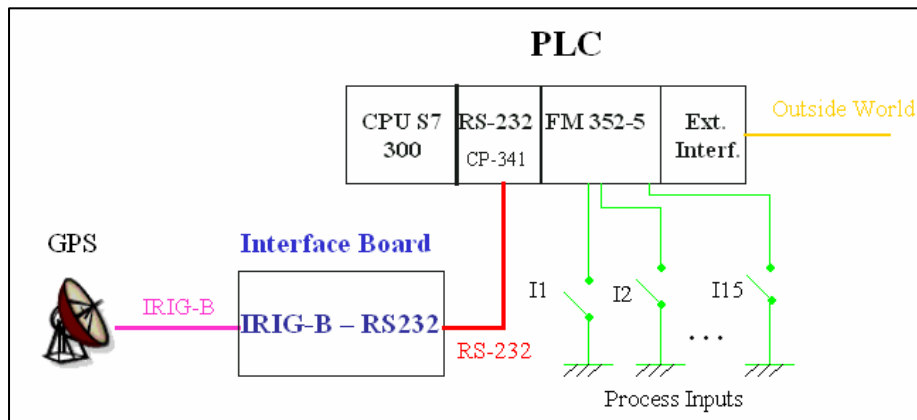 PLC
CPU S7
300
RS-232
CP-341
FM 352-5
Ext.
Interf.
Outside World
GPS
Interface Board
IRIG-B
IRIG-B – RS232
RS-232
I1
I2
I15
...
Process Inputs